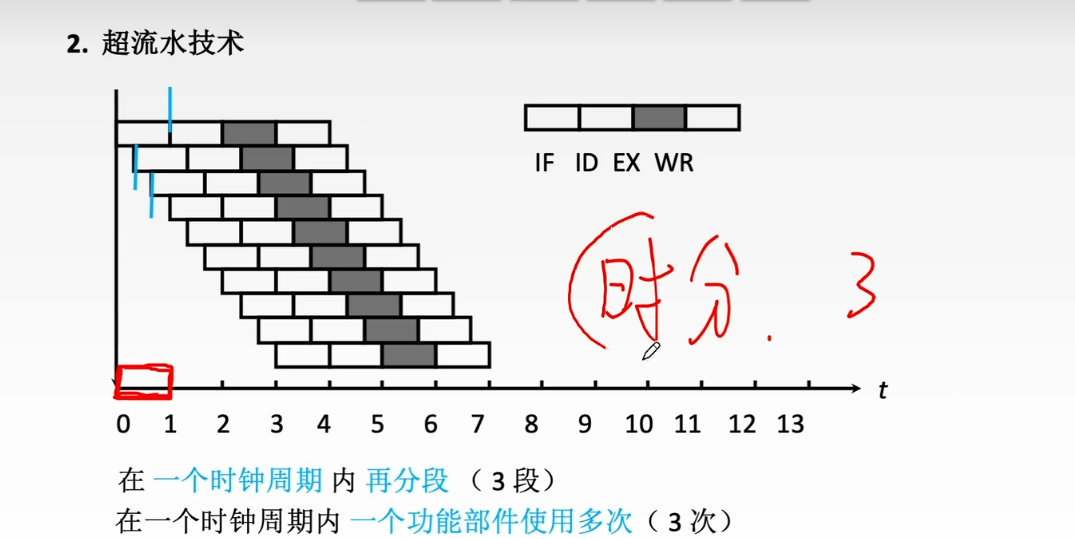 2. 超流水技术
IF ID EX WR
时分. 3
t
0 1 2 3 4 5 6 7 8 9 10 11 12 13
在 一个时钟周期 内 再分段 （ 3 段）
在一个时钟周期内 一个功能部件使用多次（ 3 次）